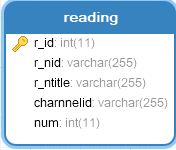 reading
r_id: int(11)
r_nid: varchar(255)
r_ntitle: varchar(255)
charnnelid: varchar(255)
num: int(11)